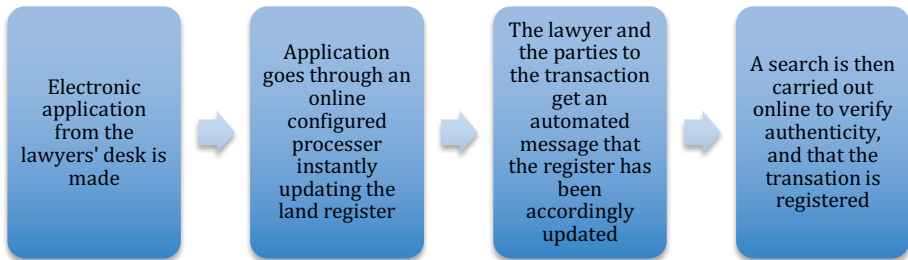 Electronic
application
from the
lawyers' desk is
made
Application
goes through an
online
configured
processer
instantly
updating the
land register
The lawyer and
the parties to
the transaction
get an
automated
message that
the register has
been
accordingly
updated
A search is then
carried out
online to verify
authenticity,
and that the
transation is
registered